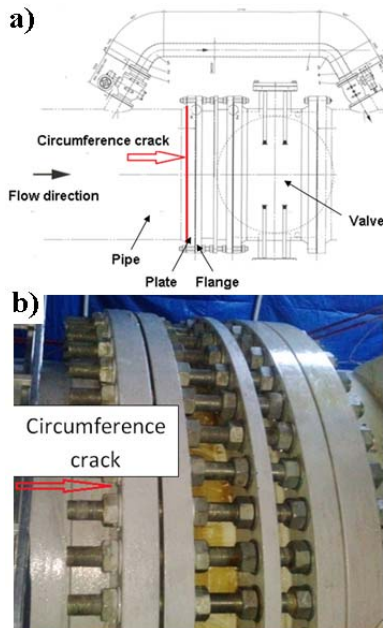 a)
Circumference crack
Flow direction
Valve
Pipe
Plate
Flange
b)
Circumference
crack